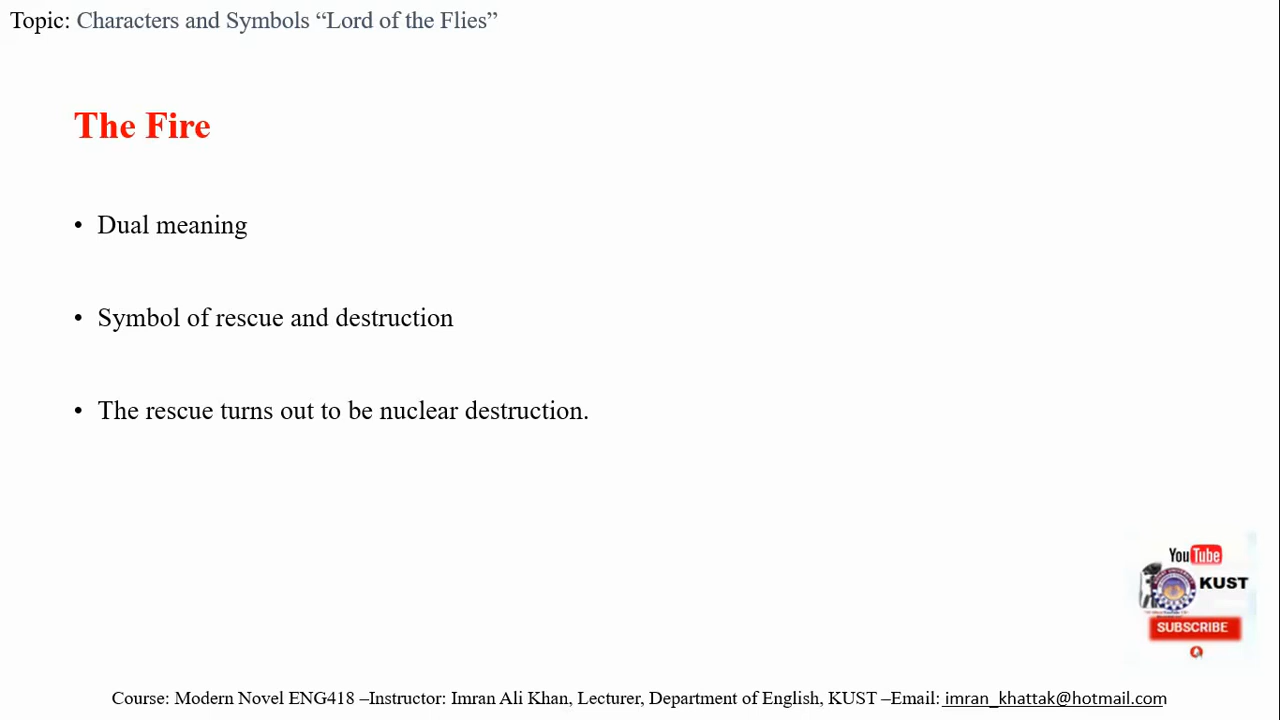 Topic: Characters and Symbols “Lord of the Flies”
The Fire
• Dual meaning
• Symbol of rescue and destruction
• The rescue turns out to be nuclear destruction.
YouTube
KUST
SUBSCRIBE
Course: Modern Novel ENG418 –Instructor: Imran Ali Khan, Lecturer, Department of English, KUST –Email: imran_khattak@hotmail.com